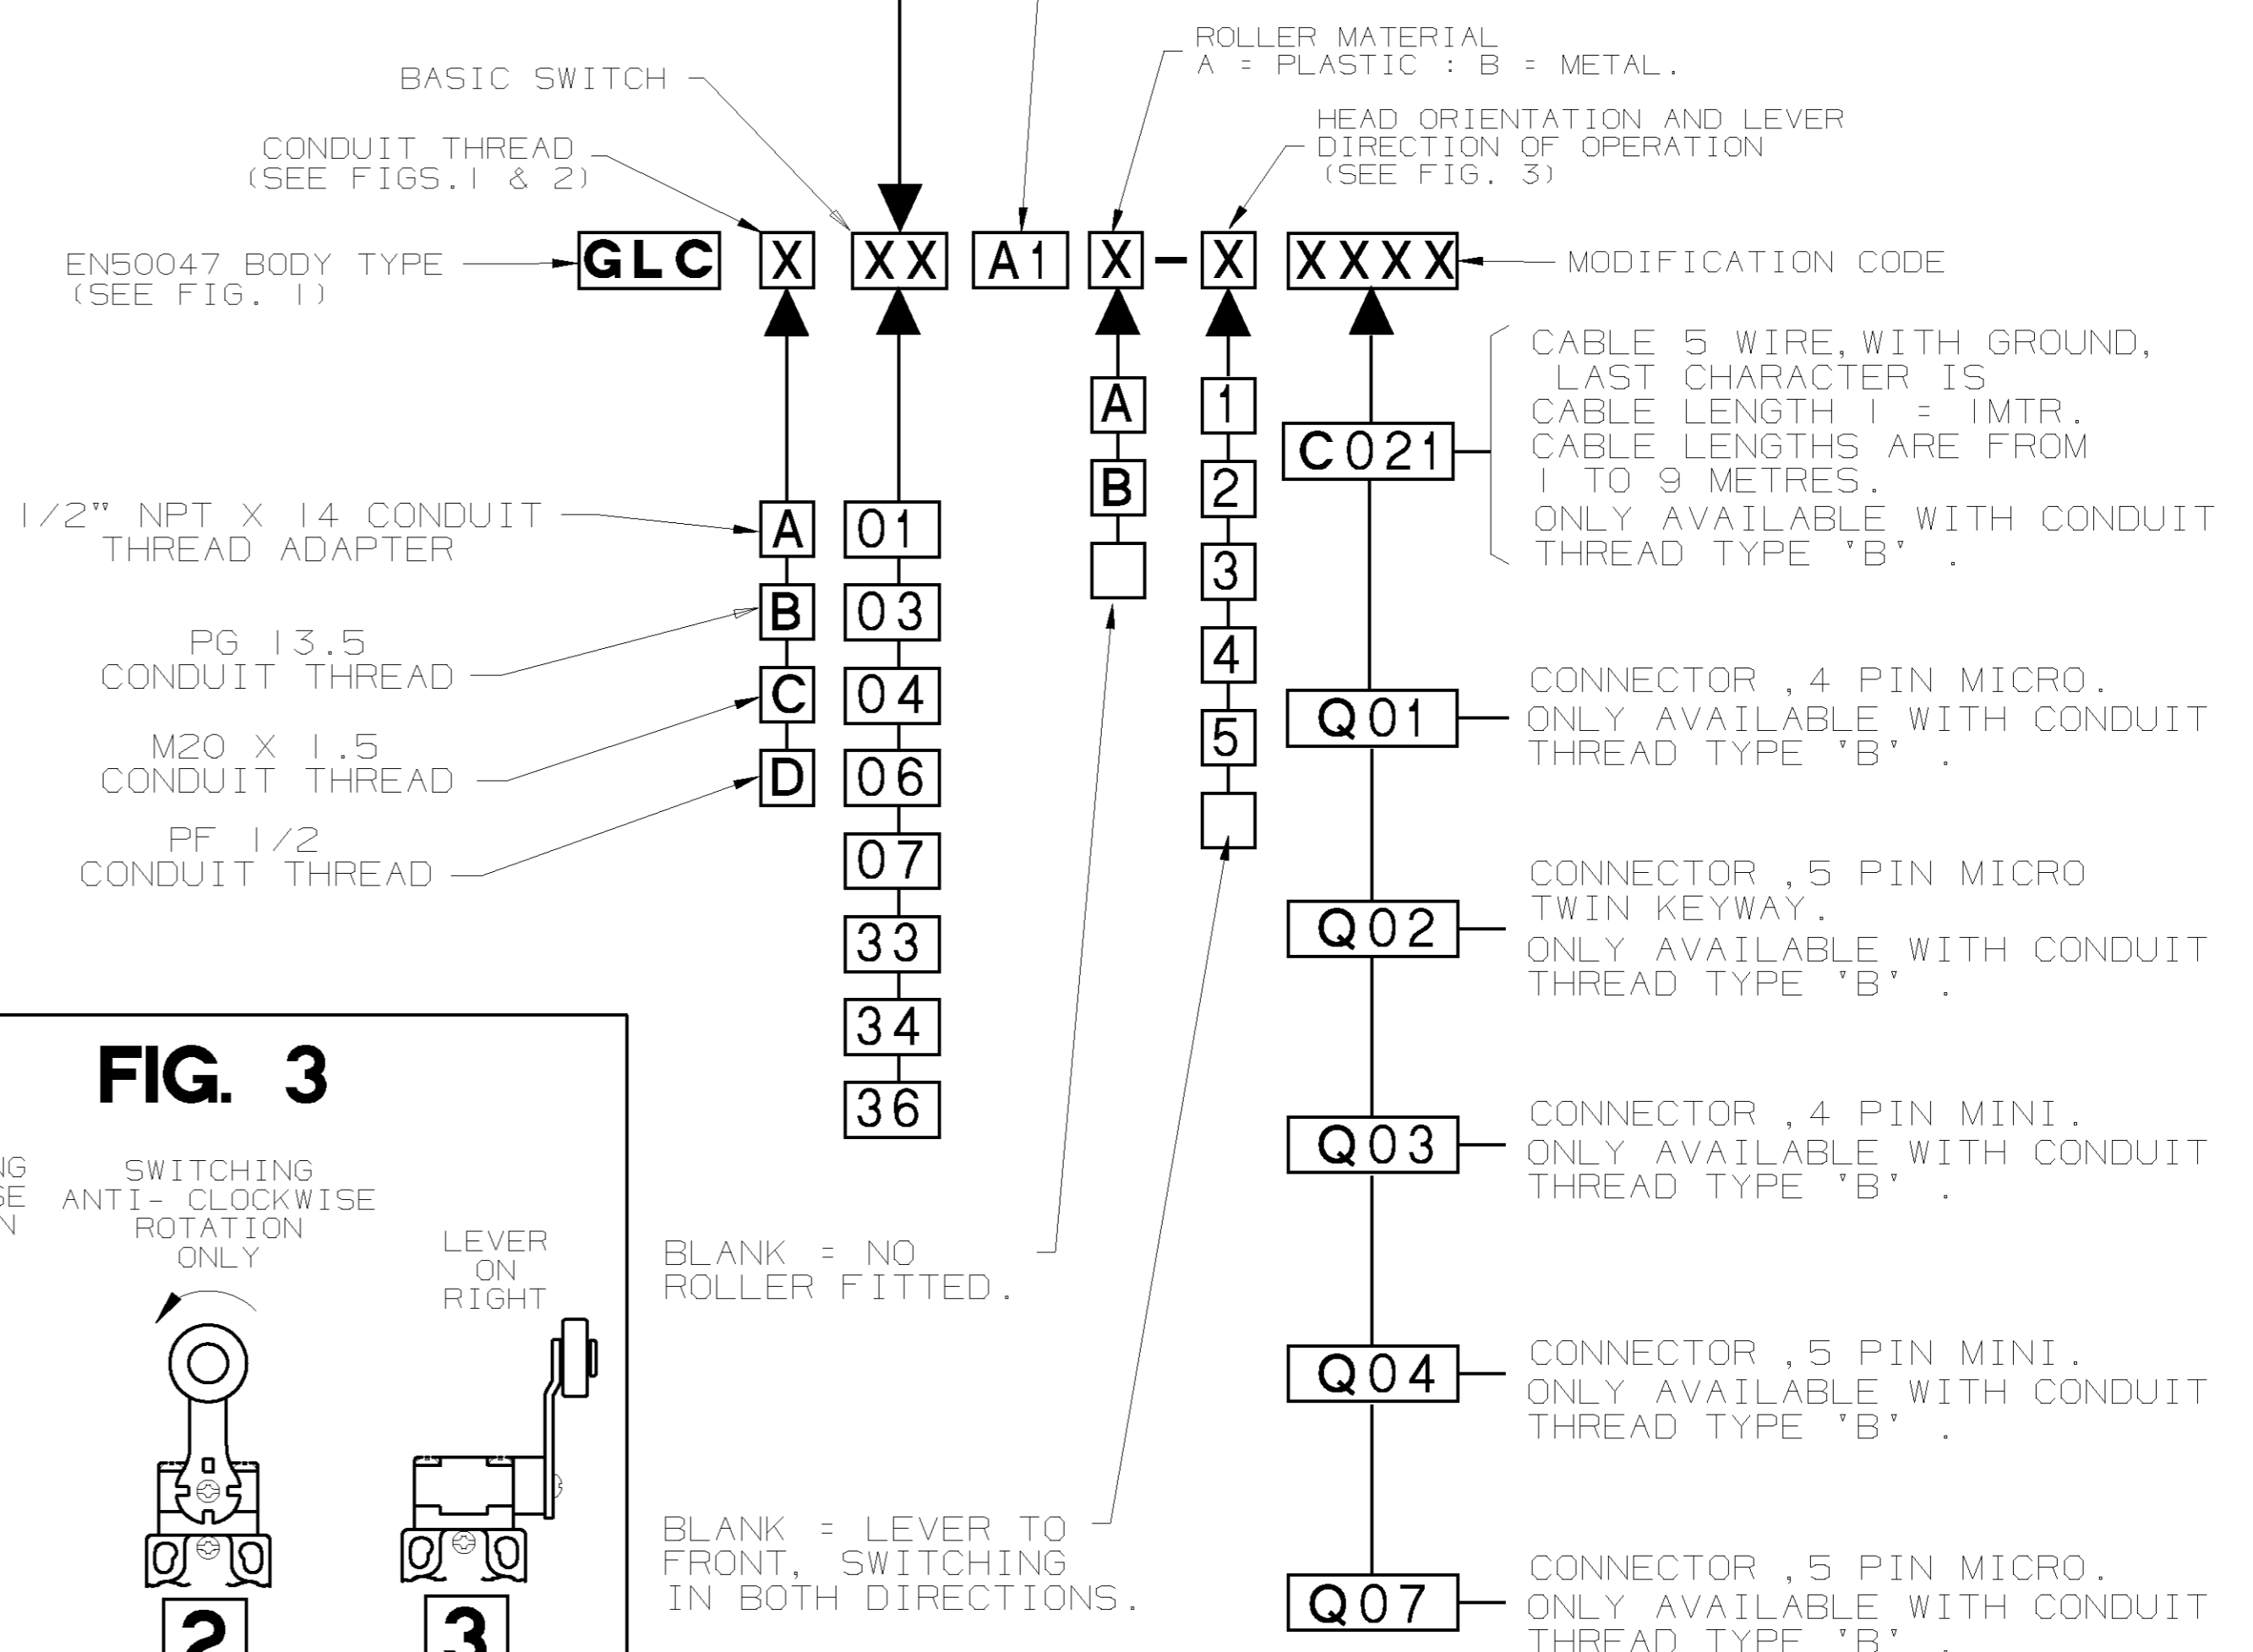 ROLLER MATERIAL
A = PLASTIC : B = METAL.
BASIC SWITCH
HEAD ORIENTATION AND LEVER
DIRECTION OF OPERATION
(SEE FIG. 3)
CONDUIT THREAD
(SEE FIGS.1 & 2)
EN50047 BODY TYPE
(SEE FIG. 1)
GLC X XX A1 X - X XXXX
MODIFICATION CODE
1/2" NPT X 14 CONDUIT
THREAD ADAPTER
PG 13.5
CONDUIT THREAD
M20 X 1.5
CONDUIT THREAD
PF 1/2
CONDUIT THREAD
A
B
C
D
01
03
04
06
07
33
34
36
A
B
1
2
3
4
5
BLANK = NO
ROLLER FITTED.
BLANK = LEVER TO
FRONT, SWITCHING
IN BOTH DIRECTIONS.
C021
CABLE 5 WIRE, WITH GROUND,
LAST CHARACTER IS
CABLE LENGTH 1 = 1MTR.
CABLE LENGTHS ARE FROM
1 TO 9 METRES.
ONLY AVAILABLE WITH CONDUIT
THREAD TYPE 'B' .
Q01
CONNECTOR ,4 PIN MICRO.
ONLY AVAILABLE WITH CONDUIT
THREAD TYPE 'B' .
Q02
CONNECTOR ,5 PIN MICRO
TWIN KEYWAY.
ONLY AVAILABLE WITH CONDUIT
THREAD TYPE 'B' .
Q03
CONNECTOR ,4 PIN MINI.
ONLY AVAILABLE WITH CONDUIT
THREAD TYPE 'B' .
Q04
CONNECTOR ,5 PIN MINI.
ONLY AVAILABLE WITH CONDUIT
THREAD TYPE 'B' .
Q07
CONNECTOR ,5 PIN MICRO.
ONLY AVAILABLE WITH CONDUIT
THREAD TYPE 'B' .
FIG. 3
SWITCHING
ANTI- CLOCKWISE
ROTATION
ONLY
LEVER
ON
RIGHT
2
3